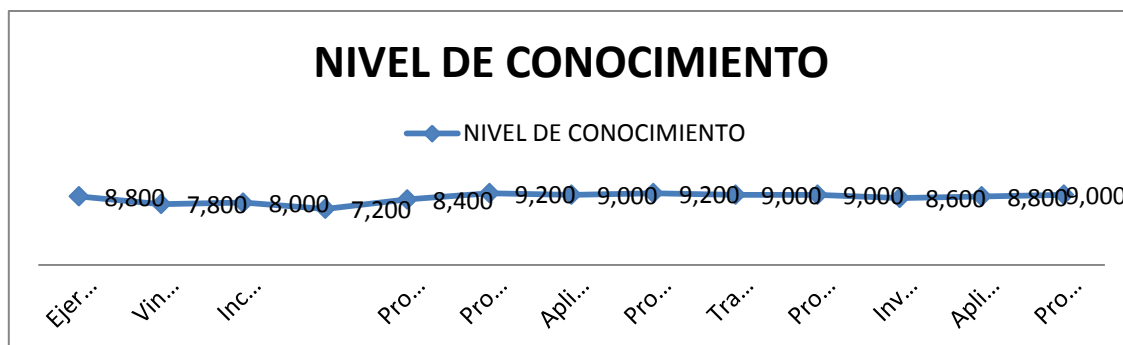 NIVEL DE CONOCIMIENTO
NIVEL DE CONOCIMIENTO
8,800 7,800 8,000 7,200 8,400 9,200 9,000 9,200 9,000 9,000 8,600 8,800 9,000
Ejer... Vin... Inc... Pro... Pro... Apli... Pro... Tra... Pro... Inv... Apli... Pro...